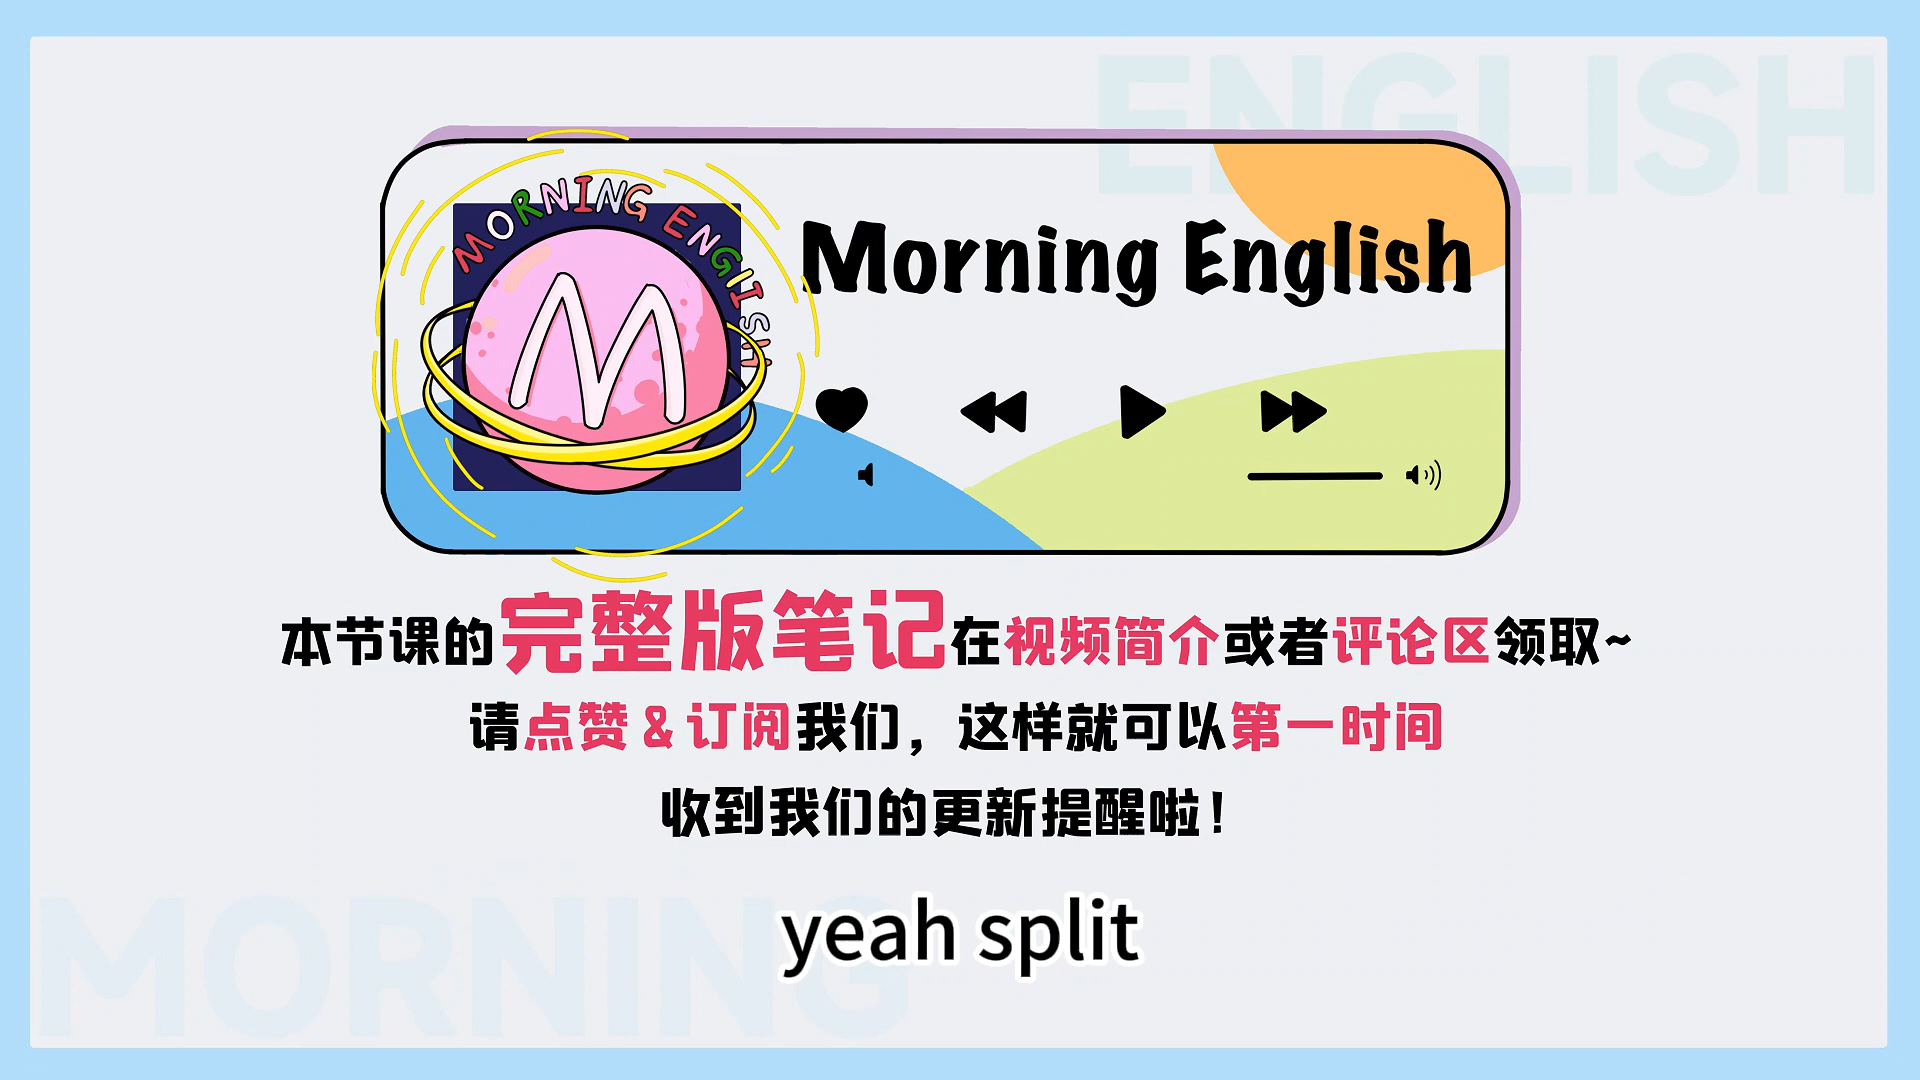 ENGLISH
MORNING ENGLISH
M
Morning English
本节课的完整版笔记在视频简介或者评论区领取~
请点赞&订阅我们，这样就可以第一时间
收到我们的更新提醒啦！
yeah split
MORNING